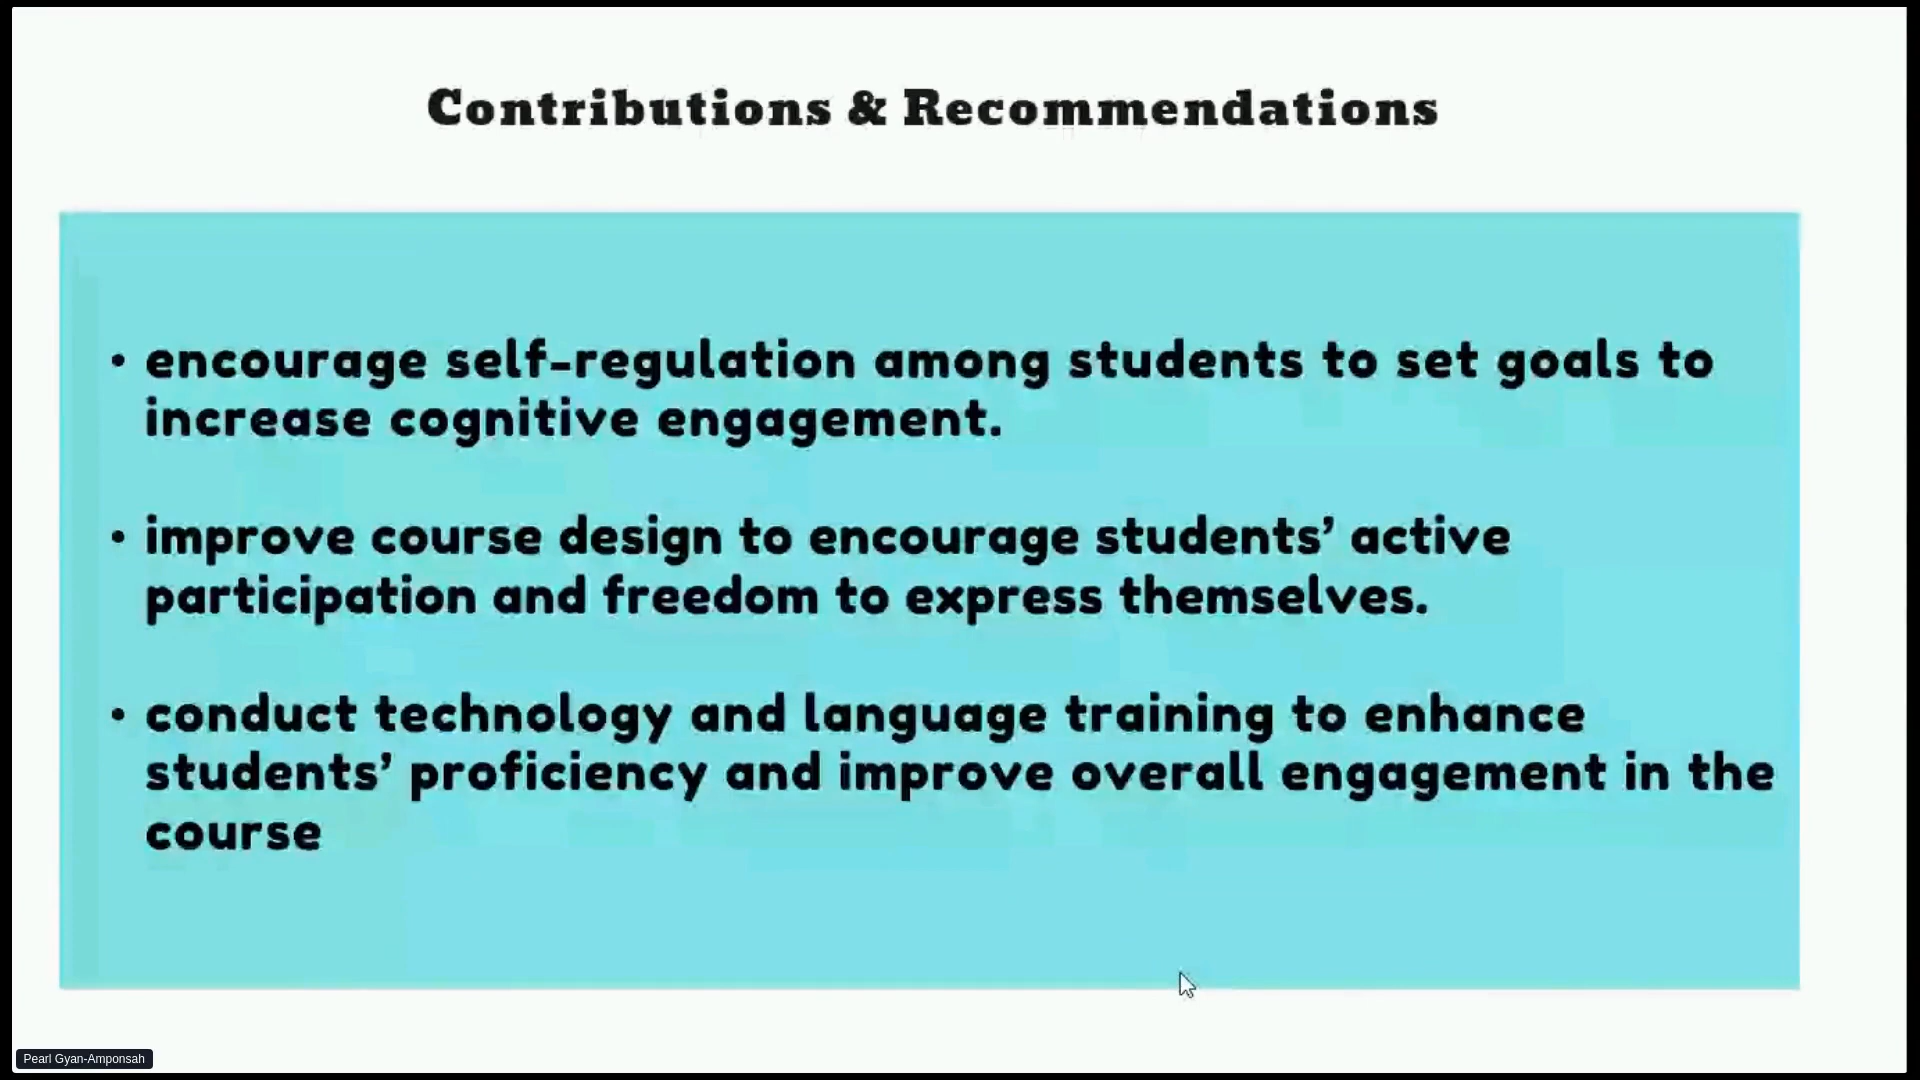 Contributions & Recommendations
• encourage self-regulation among students to set goals to
increase cognitive engagement.
• improve course design to encourage students’ active
participation and freedom to express themselves.
• conduct technology and language training to enhance
students’ proficiency and improve overall engagement in the
course
Pearl Gyan-Amponsah